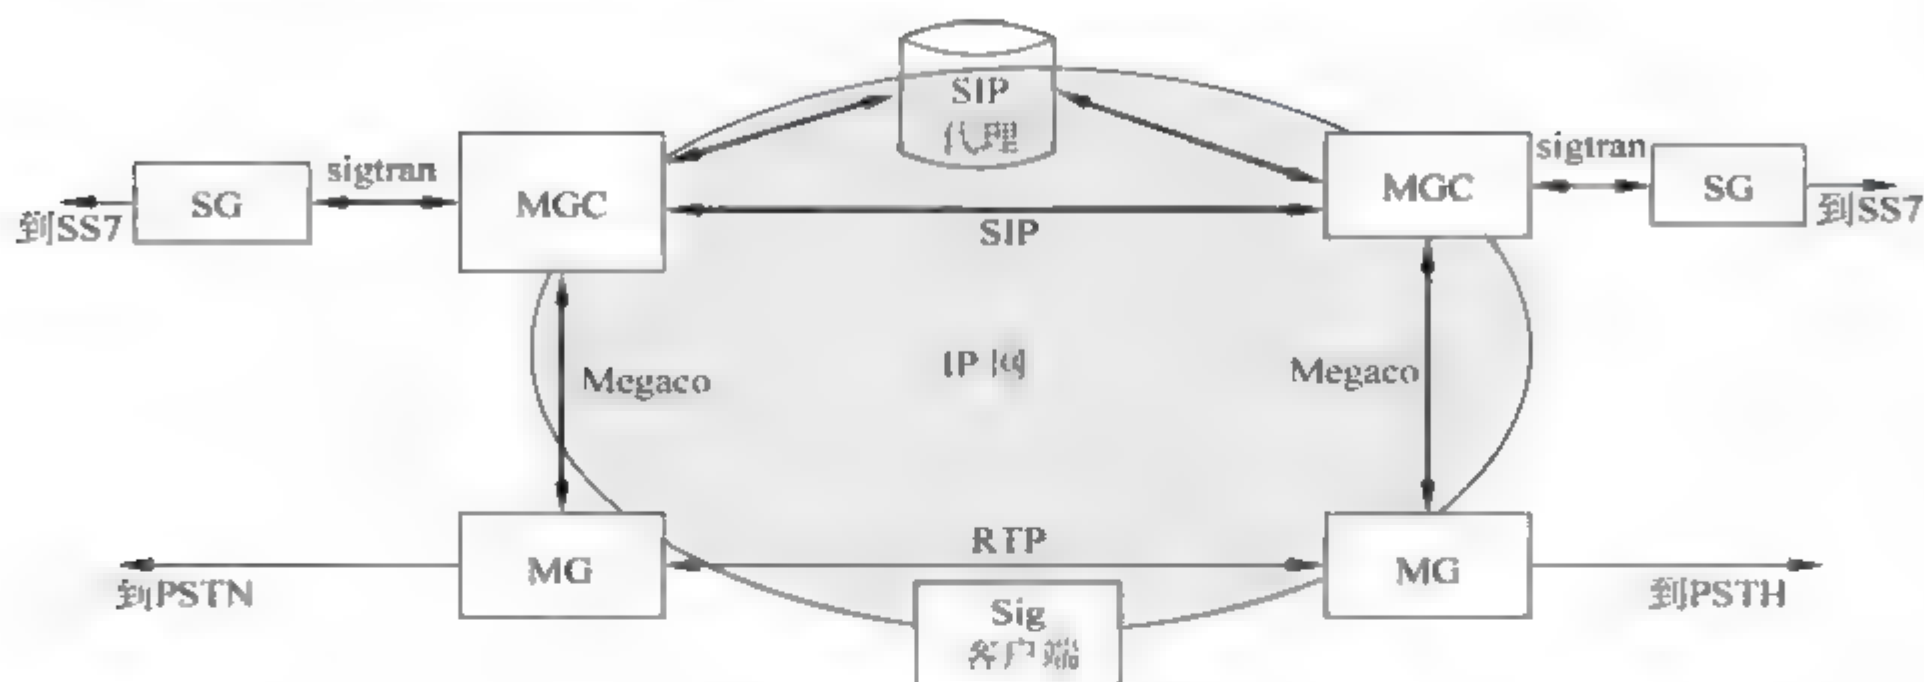 SIP
代理
sigtran
sigtran
SG
MGC
MGC
SG
到SS7
到SS7
SIP
IP 网
Megaco
Megaco
RTP
MG
MG
到PSTN
到PSTH
Sig
客户端